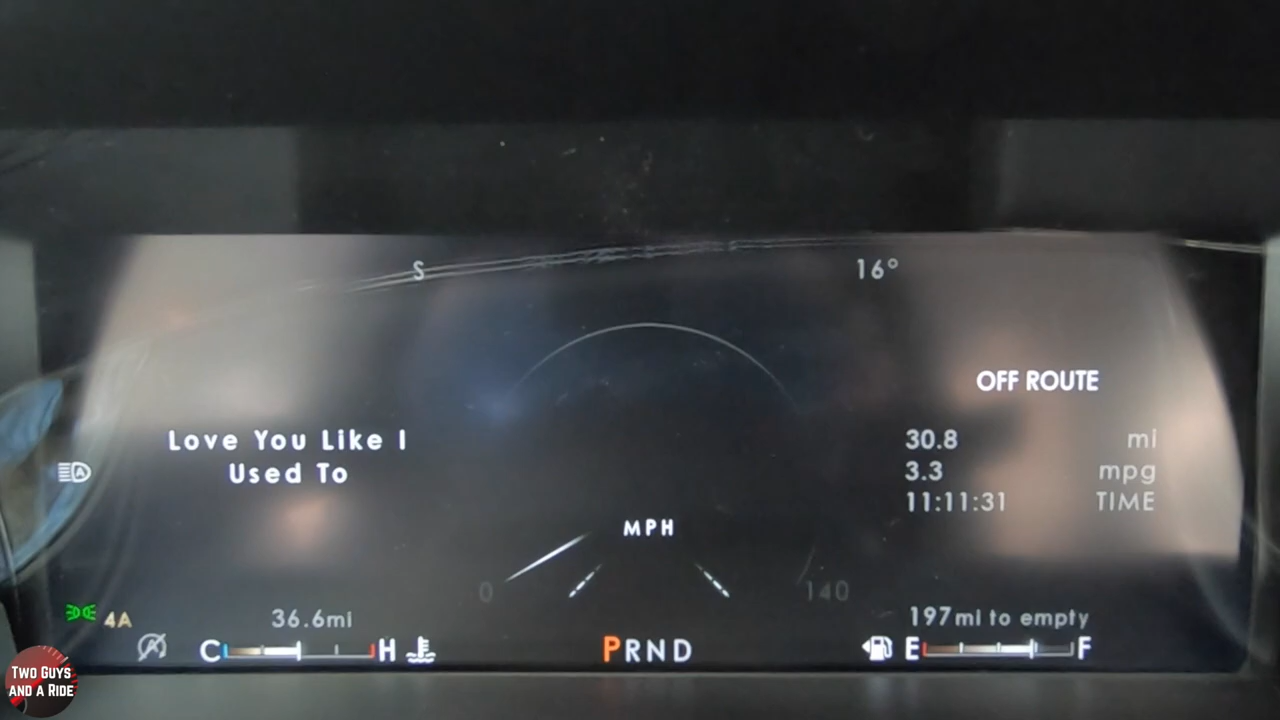 S
16°
OFF ROUTE
Love You Like I
Used To
30.8 mi
3.3 mpg
11:11:31 TIME
MPH
0
140
4A
36.6mi
197mi to empty
C H
PRND
E F
TWO GUYS
AND A RIDE